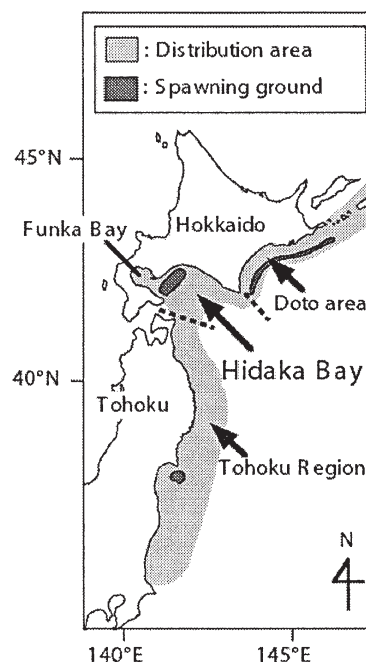 : Distribution area
: Spawning ground
45°N
Funka Bay
Hokkaido
Doto area
Hidaka Bay
40°N
Tohoku
Tohoku Region
N
140°E
145°E